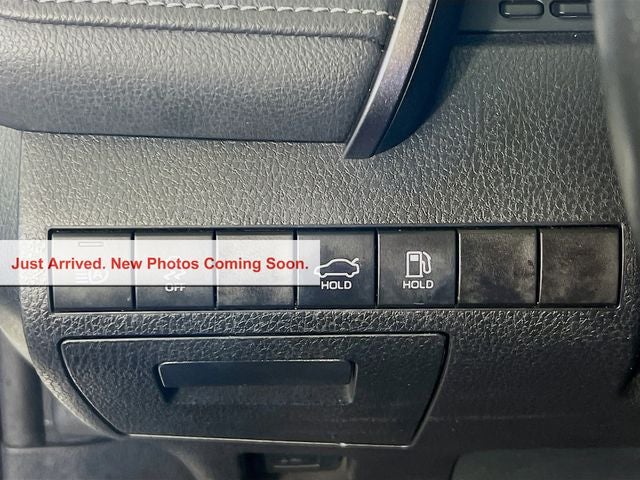 Just Arrived. New Photos Coming Soon.
OFF
HOLD
HOLD